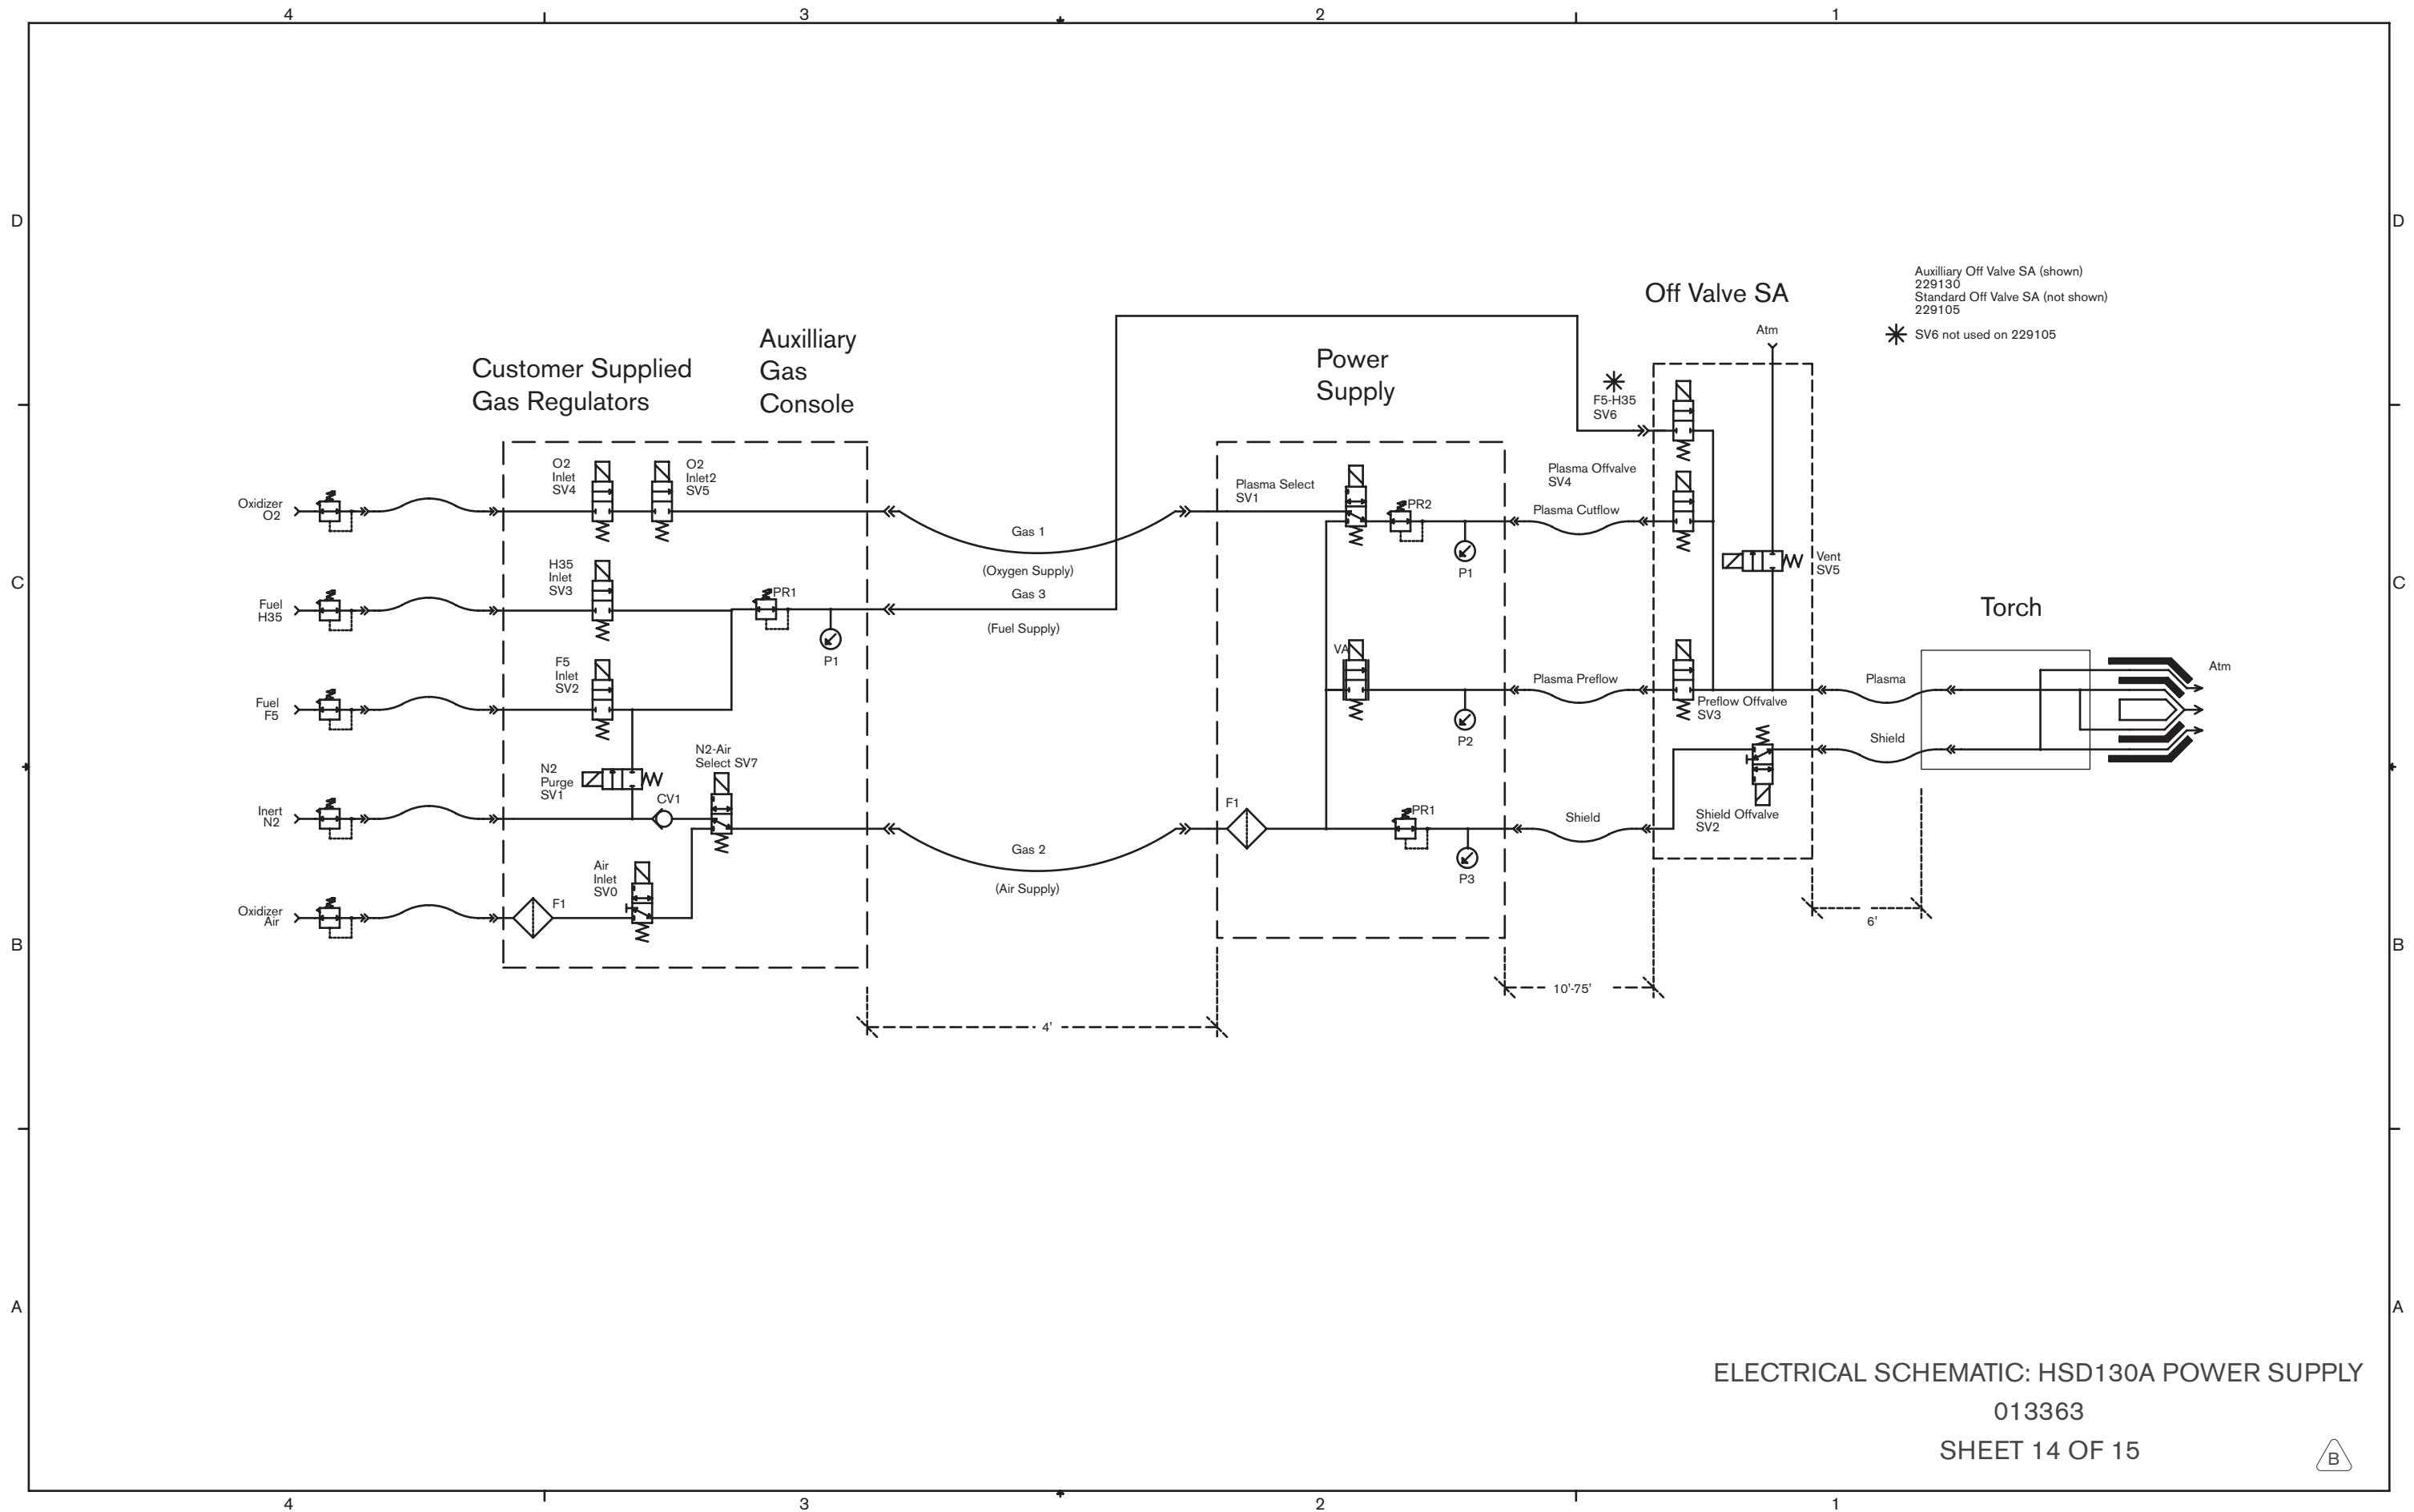 4
3
2
1
D
D
Off Valve SA
Auxilliary Off Valve SA (shown)
229130
Standard Off Valve SA (not shown)
229105
SV6 not used on 229105
Atm
Customer Supplied
Gas Regulators
Auxilliary
Gas
Console
Power
Supply
F5-H35
SV6
O2
Inlet
SV4
O2
Inlet2
SV5
Oxidizer
O2
Plasma Select
SV1
PR2
P1
Plasma Offvalve
SV4
Plasma Cutflow
Gas 1
(Oxygen Supply)
Vent
SV5
C
C
H35
Inlet
SV3
Fuel
H35
PR1
P1
Gas 3
(Fuel Supply)
Torch
F5
Inlet
SV2
Fuel
F5
VA
P2
Plasma Preflow
Preflow Offvalve
SV3
Plasma
Atm
Shield
N2
Purge
SV1
N2-Air
Select SV7
CV1
Inert
N2
F1
PR1
P3
Shield
Shield Offvalve
SV2
Gas 2
(Air Supply)
Air
Inlet
SV0
F1
Oxidizer
Air
6'
B
B
10'-75'
4'
A
A
ELECTRICAL SCHEMATIC: HSD130A POWER SUPPLY
013363
SHEET 14 OF 15
B
4
3
2
1